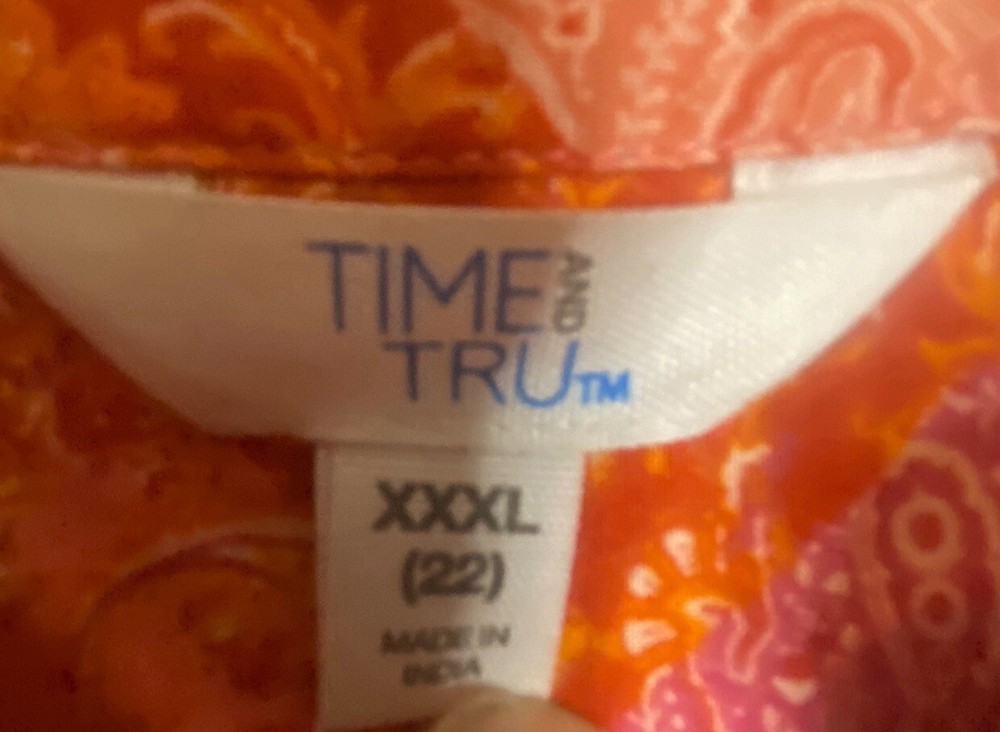 TIME AND
TRU™
XXXL
(22)
MADE IN
INDIA